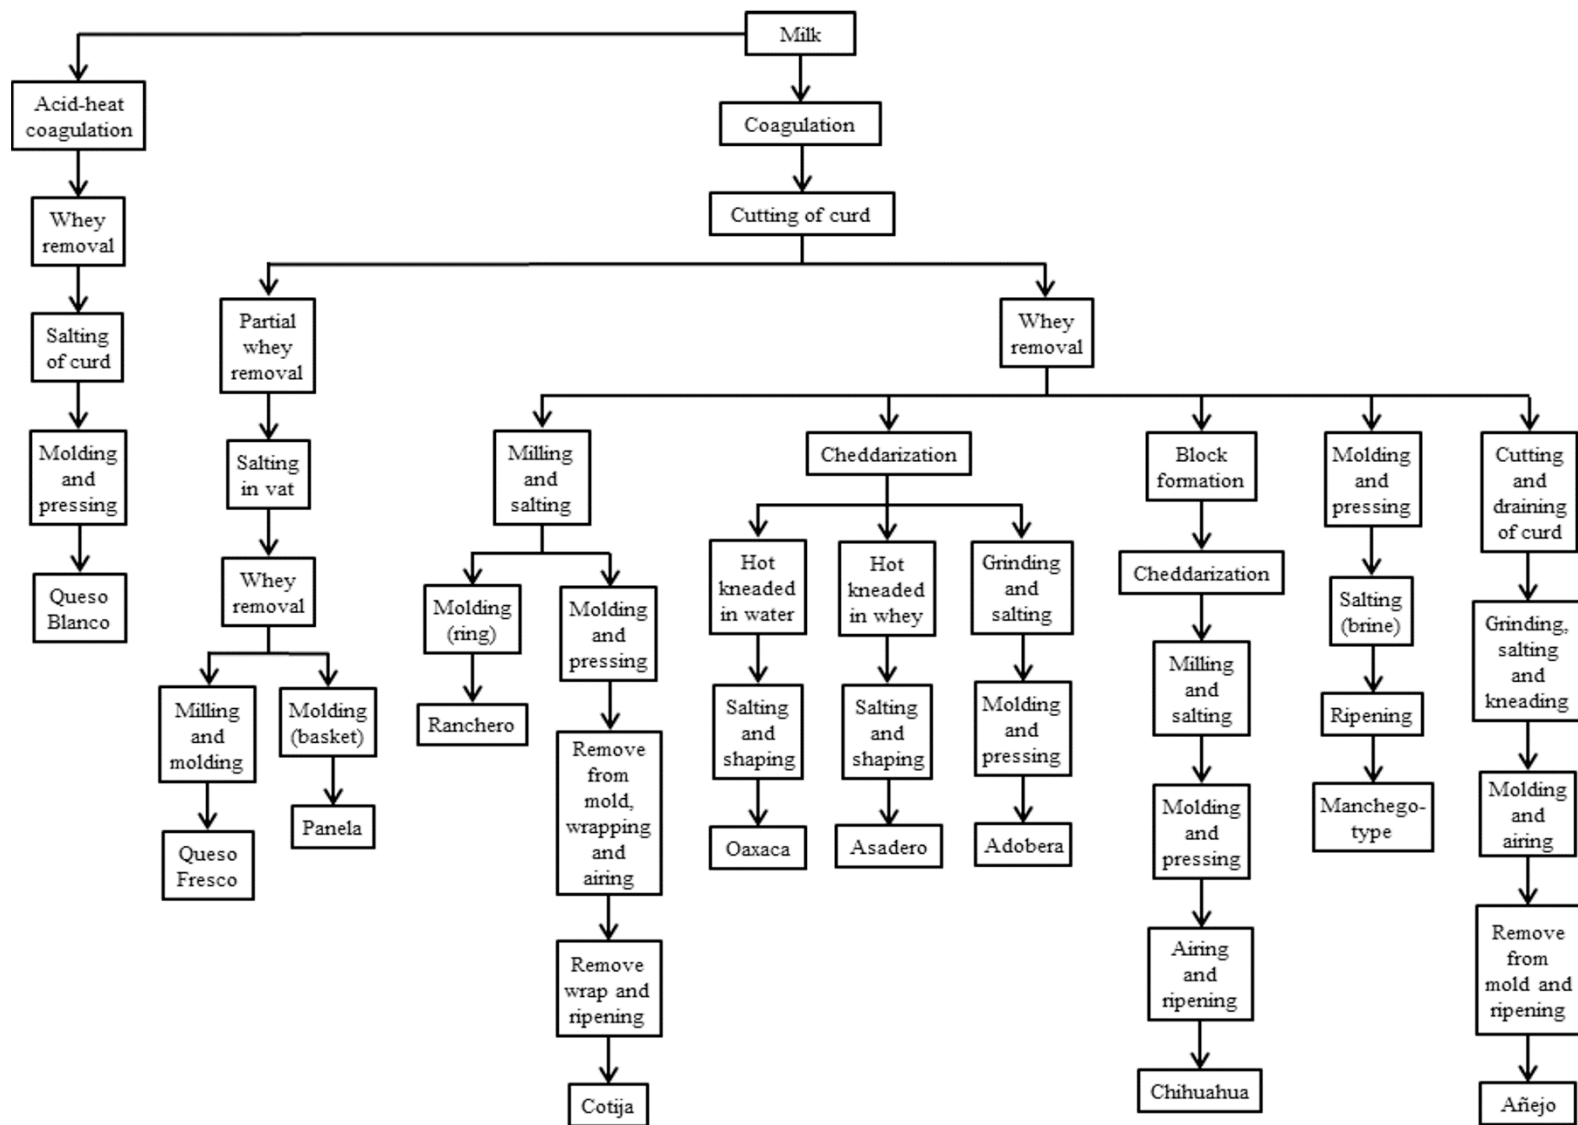 Milk
Acid-heat
coagulation
Coagulation
Whey
removal
Cutting of curd
Salting
of curd
Partial
whey
removal
Whey
removal
Molding
and
pressing
Salting
in vat
Milling
and
salting
Cheddarization
Block
formation
Molding
and
pressing
Cutting
and
draining
of curd
Queso
Blanco
Whey
removal
Molding
(ring)
Molding
and
pressing
Hot
kneaded
in water
Hot
kneaded
in whey
Grinding
and
salting
Cheddarization
Salting
(brine)
Grinding,
salting
and
kneading
Milling
and
molding
Molding
(basket)
Ranchero
Remove
from
mold,
wrapping
and
airing
Salting
and
shaping
Salting
and
shaping
Molding
and
pressing
Milling
and
salting
Ripening
Molding
and
airing
Queso
Fresco
Panela
Oaxaca
Asadero
Adobera
Molding
and
pressing
Manchego-
type
Remove
wrap and
ripening
Airing
and
ripening
Remove
from
mold and
ripening
Cotija
Chihuahua
Añejo